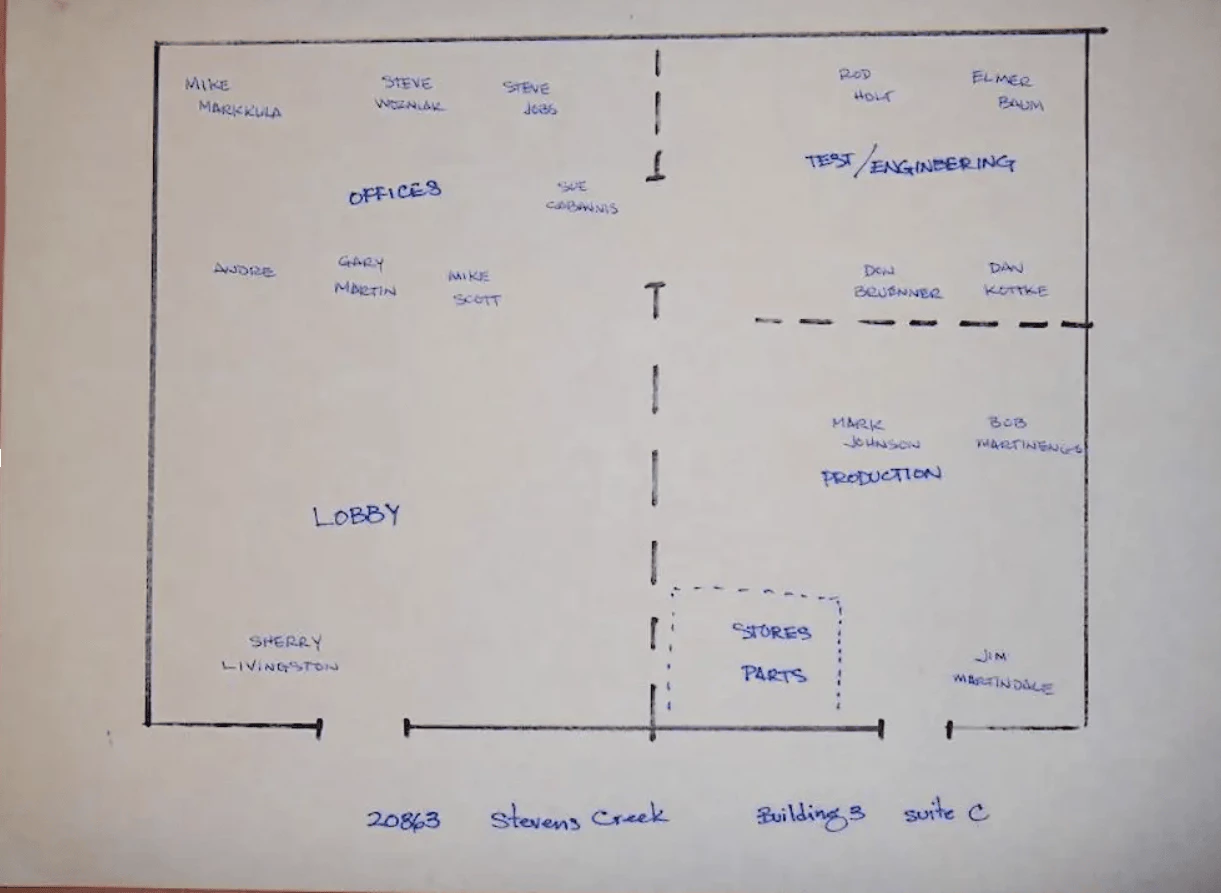 MIKE
MARKKULA
STEVE
WOZNIAK
STEVE
JOBS
ROD
HOLT
ELMER
BAUM
TEST/ENGINEERING
OFFICES
SUE
CABANNIS
ANDRE
GARY
MARTIN
MIKE
SCOTT
DON
BRUENNER
DAN
KOTTKE
MARK
JOHNSON
BOB
MARTINENGO
PRODUCTION
LOBBY
STORES
PARTS
SHERRY
LIVINGSTON
JIM
MARTINDALE
20863 Stevens Creek Building 3 suite C